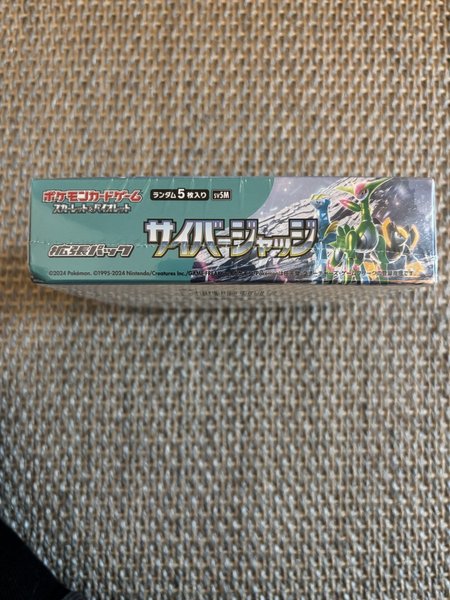 ポケモンカードゲーム
スカーレット&バイオレット
ランダム5枚入り SV5M
サイバージャッジ
拡張パック
©2024 Pokémon. ©1995-2024 Nintendo/Creatures Inc./GAME FREAK